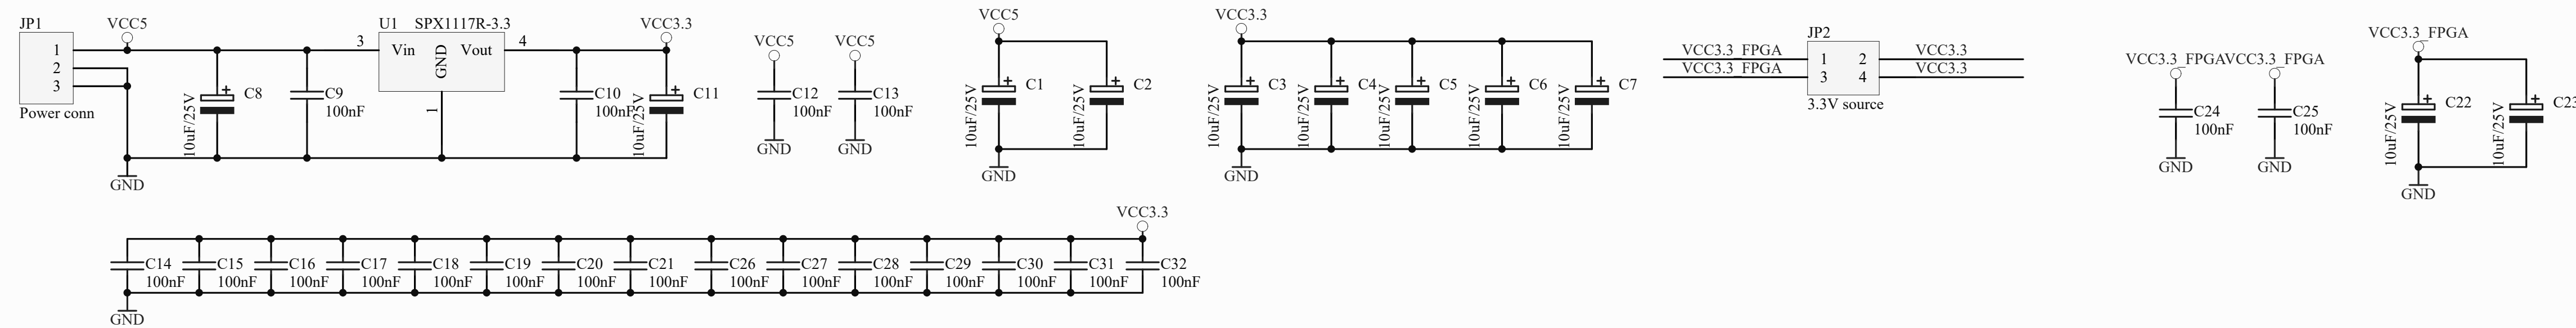 JP1
VCC5
U1 SPX1117R-3.3
VCC3.3
1
2
3
Power conn
3
Vin
GND
Vout
4
1
C8
10uF/25V
C9
100nF
C10
100nF
C11
10uF/25V
GND
VCC5
C12
100nF
GND
VCC5
C13
100nF
GND
VCC5
C1
10uF/25V
C2
10uF/25V
GND
VCC3.3
C3
10uF/25V
C4
10uF/25V
C5
10uF/25V
C6
10uF/25V
C7
10uF/25V
GND
JP2
VCC3.3_FPGA 1 2 VCC3.3
VCC3.3_FPGA 3 4 VCC3.3
3.3V source
VCC3.3_FPGA
C24
100nF
GND
VCC3.3_FPGA
C25
100nF
GND
VCC3.3_FPGA
C22
10uF/25V
C23
10uF/25V
GND
VCC3.3
C14 C15 C16 C17 C18 C19 C20 C21 C26 C27 C28 C29 C30 C31 C32
100nF 100nF 100nF 100nF 100nF 100nF 100nF 100nF 100nF 100nF 100nF 100nF 100nF 100nF 100nF
GND